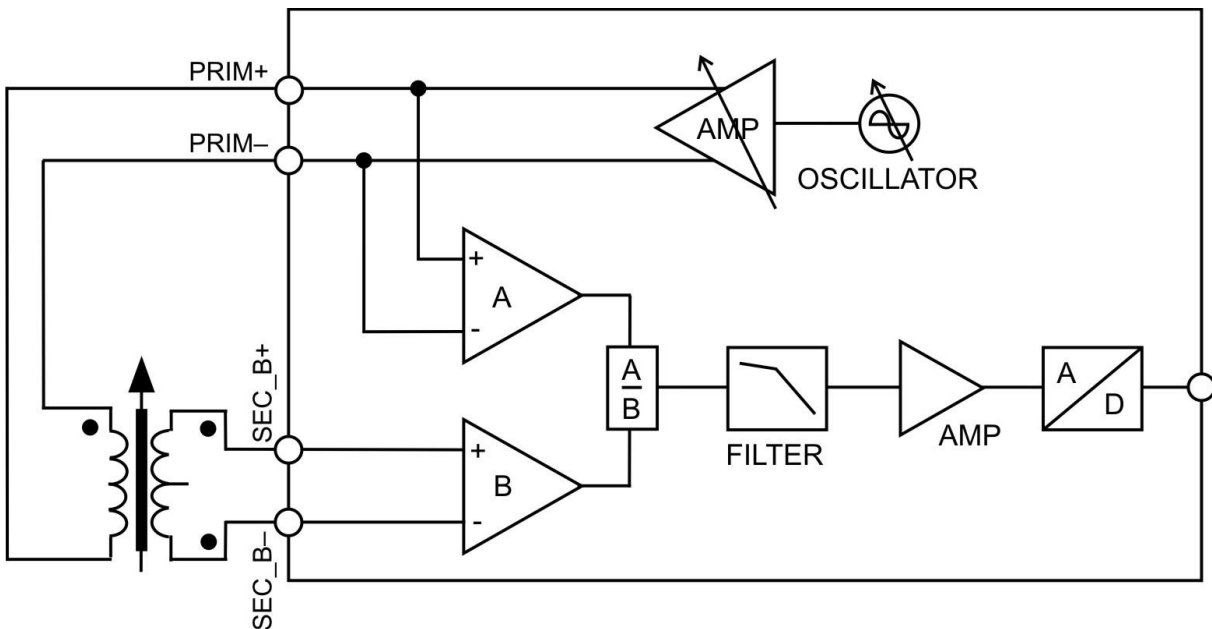 PRIM+
PRIM–
AMP
OSCILLATOR
+
A
-
SEC_B+
A
B
A
D
FILTER
AMP
+
B
-
SEC_B–